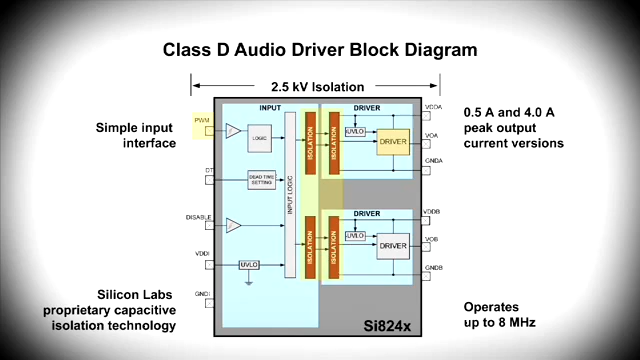 Class D Audio Driver Block Diagram
2.5 kV Isolation
Simple input
interface
Silicon Labs
proprietary capacitive
isolation technology
PWM
DT
DISABLE
VDDI
GNDI
INPUT
LOGIC
DEAD TIME
SETTING
UVLO
INPUT LOGIC
ISOLATION
ISOLATION
ISOLATION
ISOLATION
DRIVER
UVLO
DRIVER
DRIVER
UVLO
DRIVER
VDDA
VOA
GNDA
VDDB
VOB
GNDB
Si824x
0.5 A and 4.0 A
peak output
current versions
Operates
up to 8 MHz